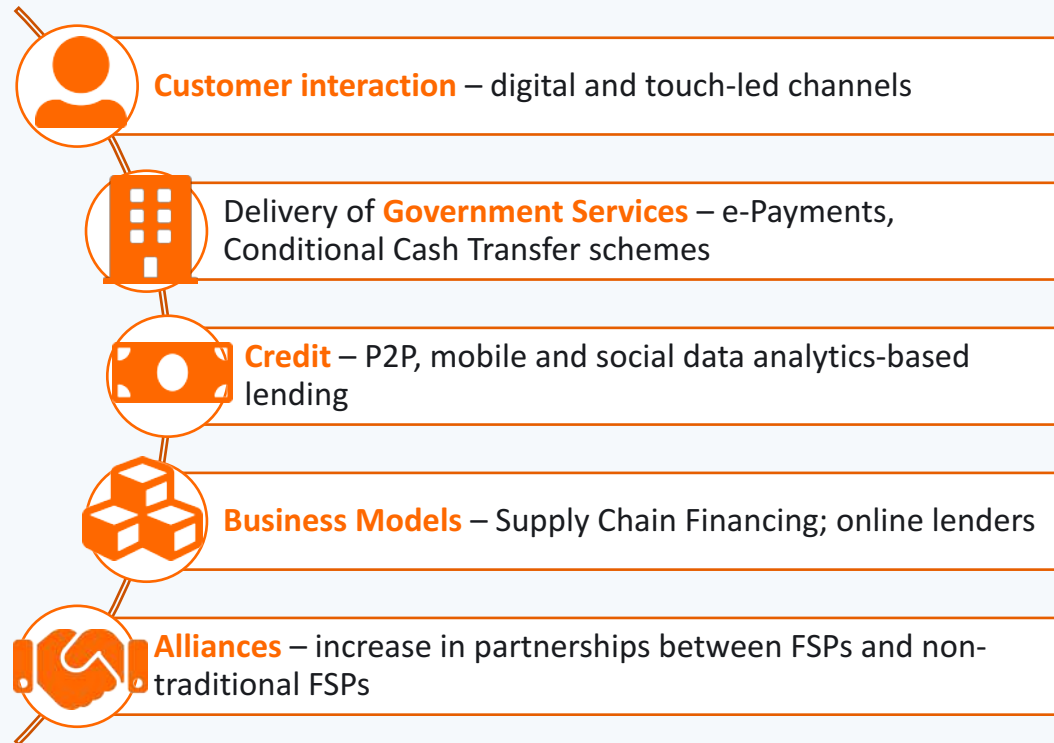 Customer interaction – digital and touch-led channels
Delivery of Government Services – e-Payments,
Conditional Cash Transfer schemes
Credit – P2P, mobile and social data analytics-based
lending
Business Models – Supply Chain Financing; online lenders
Alliances – increase in partnerships between FSPs and non-
traditional FSPs